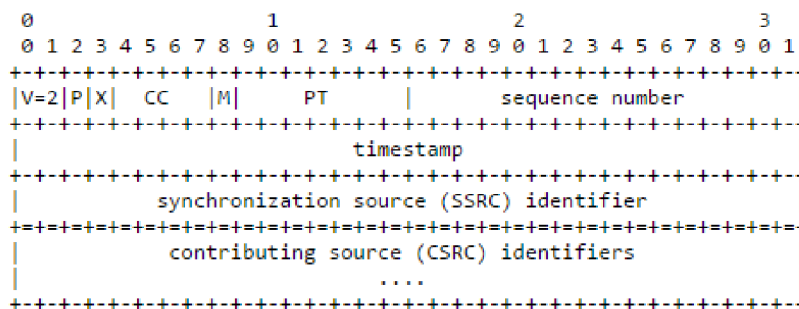 0                   1                   2                   3
 0 1 2 3 4 5 6 7 8 9 0 1 2 3 4 5 6 7 8 9 0 1 2 3 4 5 6 7 8 9 0 1
+-+-+-+-+-+-+-+-+-+-+-+-+-+-+-+-+-+-+-+-+-+-+-+-+-+-+-+-+-+-+-+-
|V=2|P|X|  CC   |M|     PT      |       sequence number
+-+-+-+-+-+-+-+-+-+-+-+-+-+-+-+-+-+-+-+-+-+-+-+-+-+-+-+-+-+-+-+-
|                           timestamp
+-+-+-+-+-+-+-+-+-+-+-+-+-+-+-+-+-+-+-+-+-+-+-+-+-+-+-+-+-+-+-+-
|           synchronization source (SSRC) identifier
+=+=+=+=+=+=+=+=+=+=+=+=+=+=+=+=+=+=+=+=+=+=+=+=+=+=+=+=+=+=+=+=
|            contributing source (CSRC) identifiers
|                             ....
+-+-+-+-+-+-+-+-+-+-+-+-+-+-+-+-+-+-+-+-+-+-+-+-+-+-+-+-+-+-+-+-